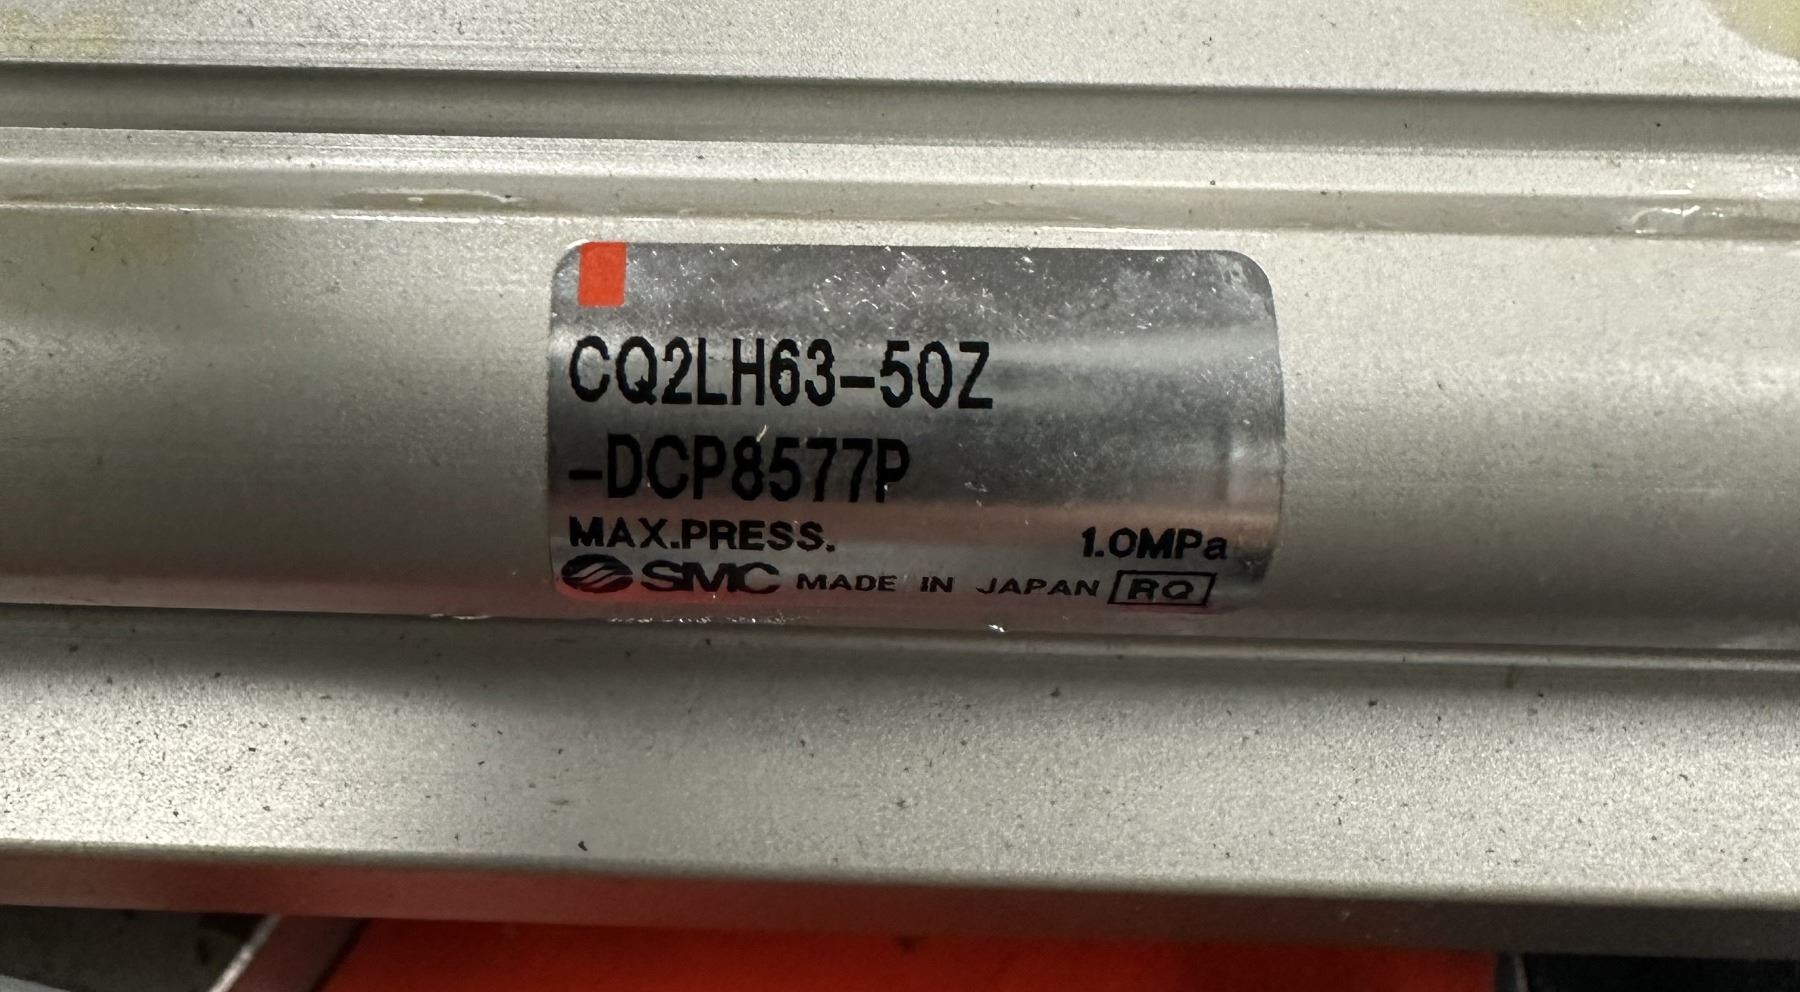 CQ2LH63-50Z
-DCP8577P
MAX.PRESS. 1.0MPa
SMC MADE IN JAPAN RQ